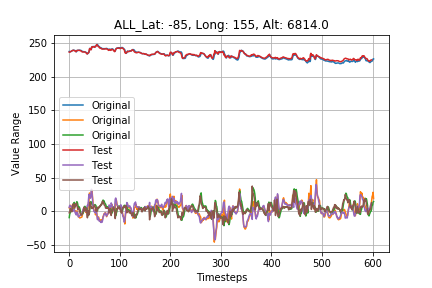 ALL_Lat: -85, Long: 155, Alt: 6814.0
250
200
150
100
50
0
−50
Value Range
Original
Original
Original
Test
Test
Test
0 100 200 300 400 500 600
Timesteps